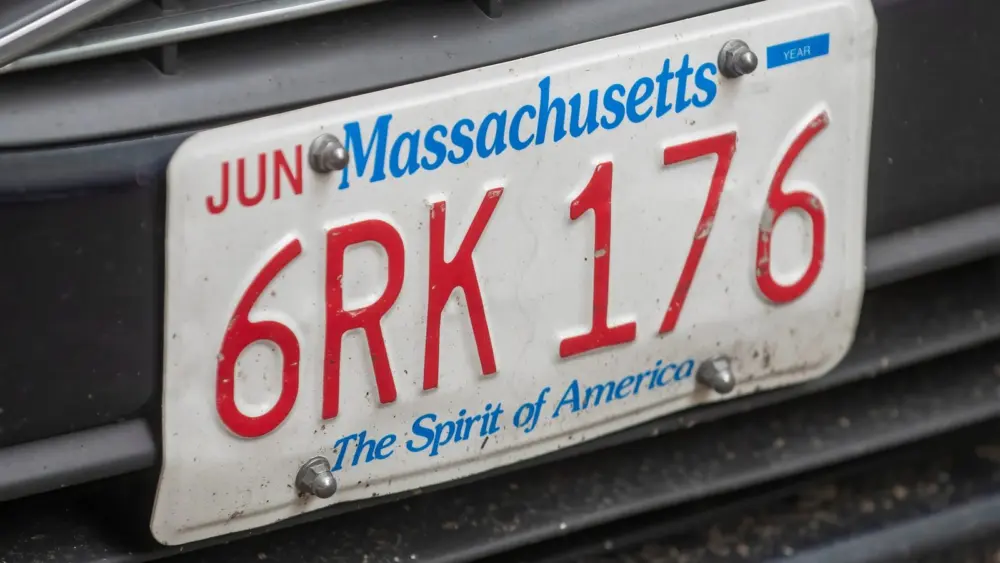 JUN Massachusetts YEAR
6RK 176
The Spirit of America